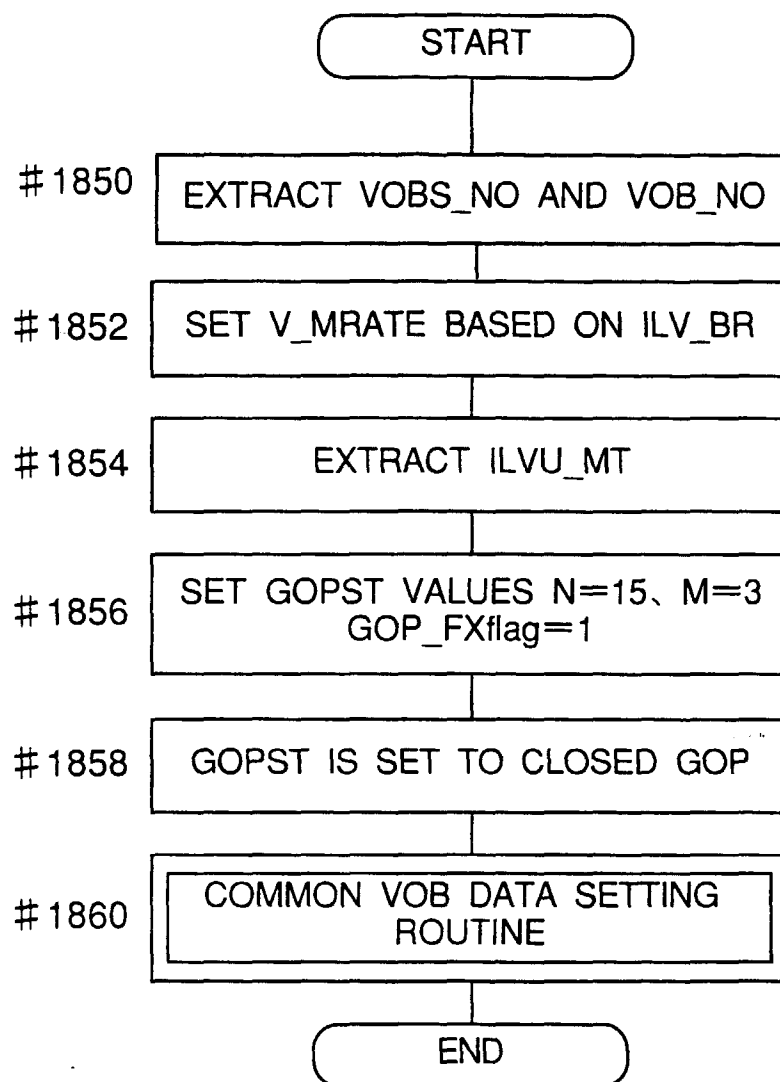 START
#1850
EXTRACT VOBS_NO AND VOB_NO
#1852
SET V_MRATE BASED ON ILV_BR
#1854
EXTRACT ILVU_MT
#1856
SET GOPST VALUES N=15、M=3
GOP_FXflag=1
#1858
GOPST IS SET TO CLOSED GOP
#1860
COMMON VOB DATA SETTING
ROUTINE
END